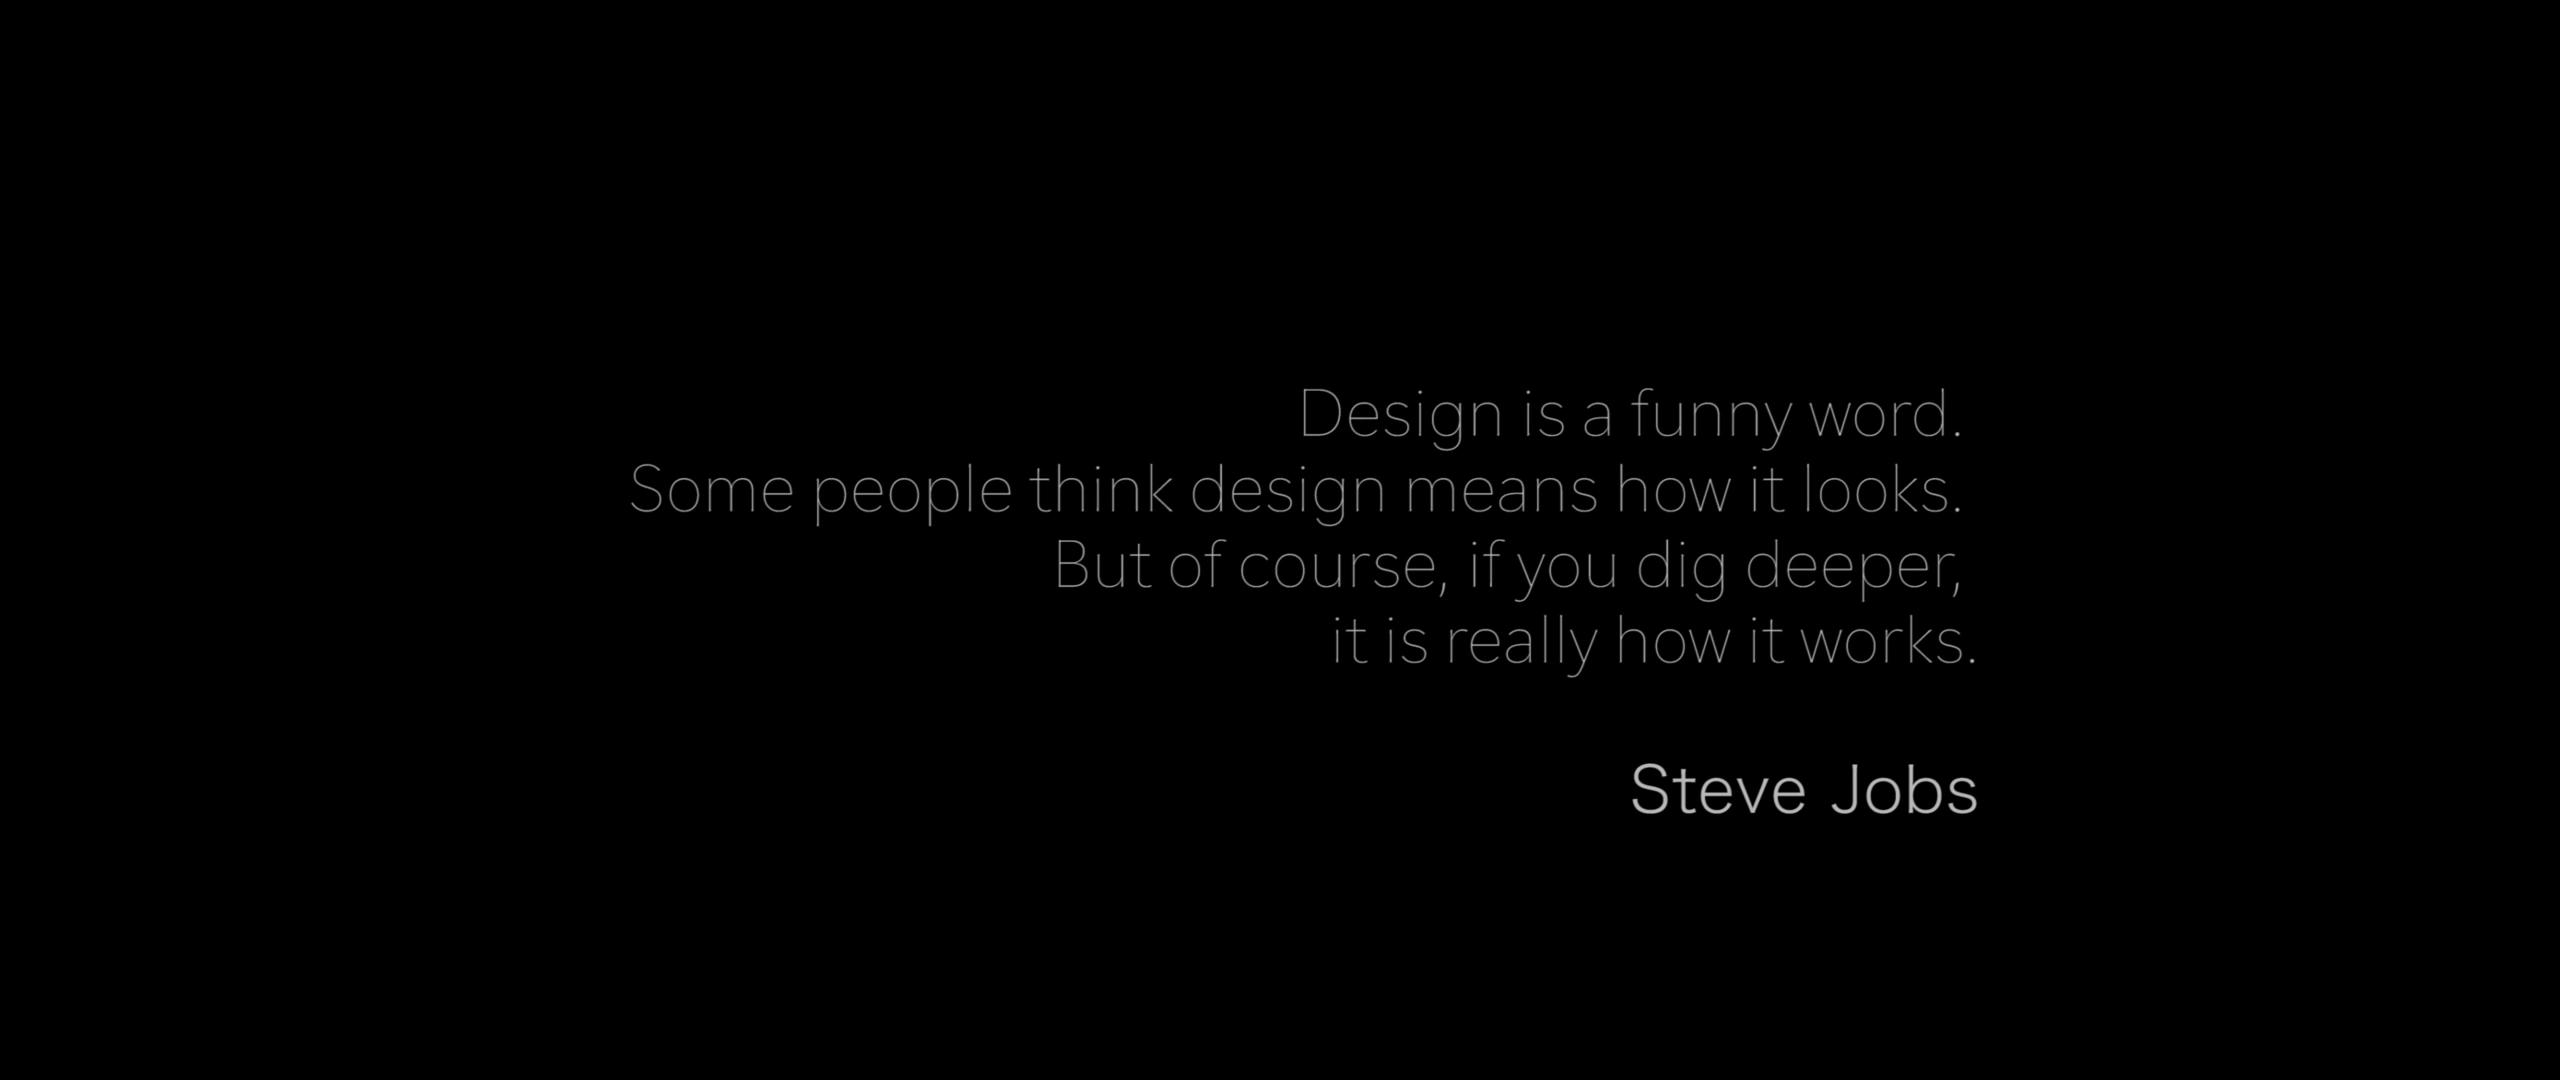 Design is a funny word.
Some people think design means how it looks.
But of course, if you dig deeper,
it is really how it works.
Steve Jobs